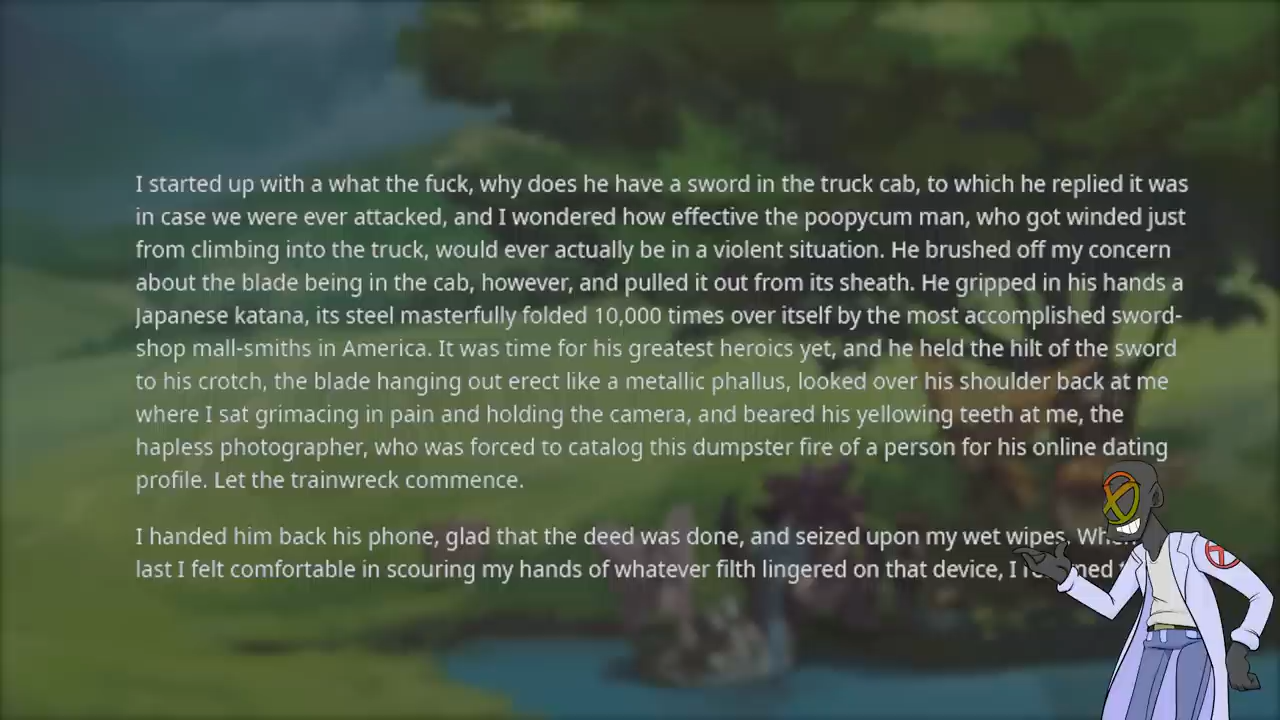 I started up with a what the fuck, why does he have a sword in the truck cab, to which he replied it was
in case we were ever attacked, and I wondered how effective the poopycum man, who got winded just
from climbing into the truck, would ever actually be in a violent situation. He brushed off my concern
about the blade being in the cab, however, and pulled it out from its sheath. He gripped in his hands a
Japanese katana, its steel masterfully folded 10,000 times over itself by the most accomplished sword-
shop mall-smiths in America. It was time for his greatest heroics yet, and he held the hilt of the sword
to his crotch, the blade hanging out erect like a metallic phallus, looked over his shoulder back at me
where I sat grimacing in pain and holding the camera, and beared his yellowing teeth at me, the
hapless photographer, who was forced to catalog this dumpster fire of a person for his online dating
profile. Let the trainwreck commence.
I handed him back his phone, glad that the deed was done, and seized upon my wet wipes.
last I felt comfortable in scouring my hands of whatever filth lingered on that device, I